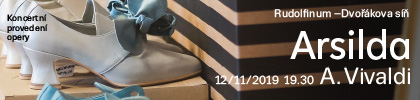 Koncertní
provedení
opery
Rudolfinum –Dvořákova síň
Arsilda
12/11/2019 19.30 A. Vivaldi